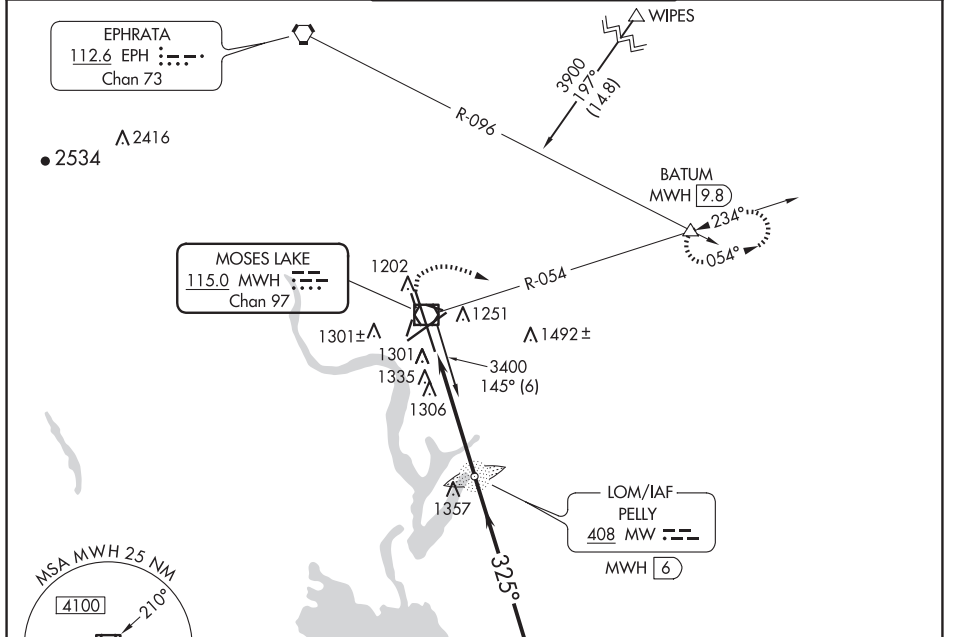 WIPES
EPHRATA
112.6 EPH
Chan 73
3900
197°
(14.8)
R-096
2416
2534
BATUM
MWH 9.8
234°
054°
MOSES LAKE
115.0 MWH
Chan 97
1202
R-054
1251
1301±
1492±
1301
3400
1335
145° (6)
1306
1357
LOM/IAF
PELLY
408 MW
MWH 6
325°
MSA MWH 25 NM
4100
210°